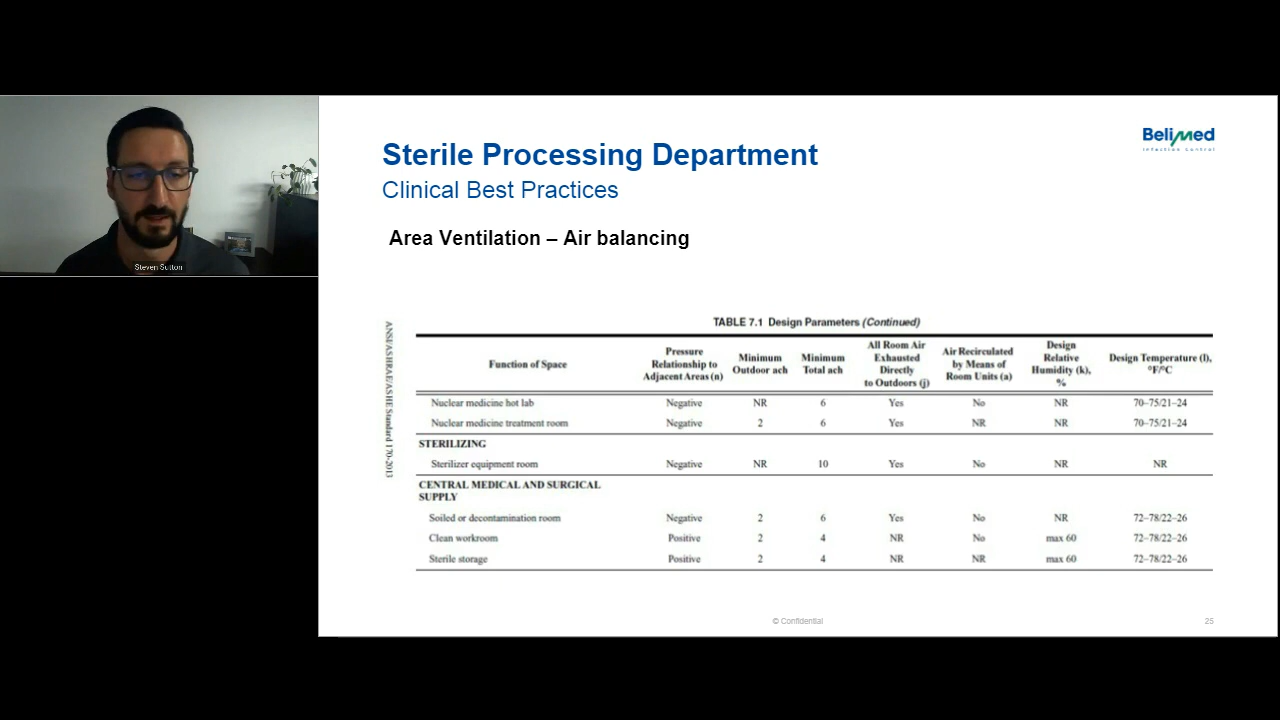 Steven Sutton
Belimed
Infection Control
Sterile Processing Department
Clinical Best Practices
Area Ventilation – Air balancing
ANSI/ASHRAE/ASHE Standard 170-2013
TABLE 7.1 Design Parameters (Continued)
Function of Space
Pressure
Relationship to
Adjacent Areas (n)
Minimum
Outdoor ach
Minimum
Total ach
All Room Air
Exhausted
Directly
to Outdoors (j)
Air Recirculated
by Means of
Room Units (a)
Design
Relative
Humidity (k),
%
Design Temperature (l),
°F/°C
Nuclear medicine hot lab Negative NR 6 Yes No NR 70–75/21–24
Nuclear medicine treatment room Negative 2 6 Yes NR NR 70–75/21–24
STERILIZING
Sterilizer equipment room Negative NR 10 Yes No NR NR
CENTRAL MEDICAL AND SURGICAL
SUPPLY
Soiled or decontamination room Negative 2 6 Yes No NR 72–78/22–26
Clean workroom Positive 2 4 NR No max 60 72–78/22–26
Sterile storage Positive 2 4 NR NR max 60 72–78/22–26
© Confidential
25